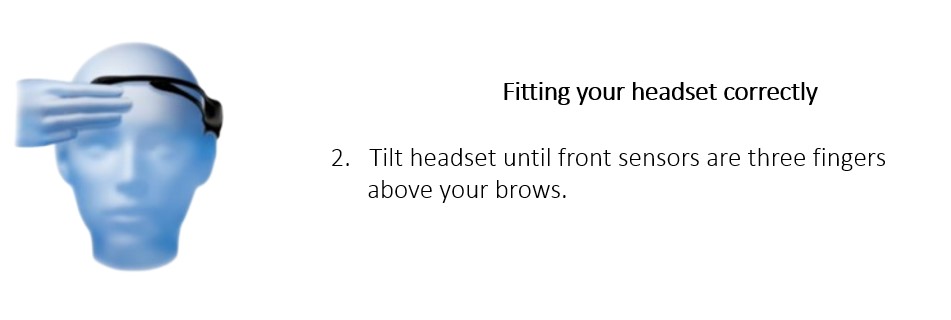 Fitting your headset correctly
2. Tilt headset until front sensors are three fingers
above your brows.